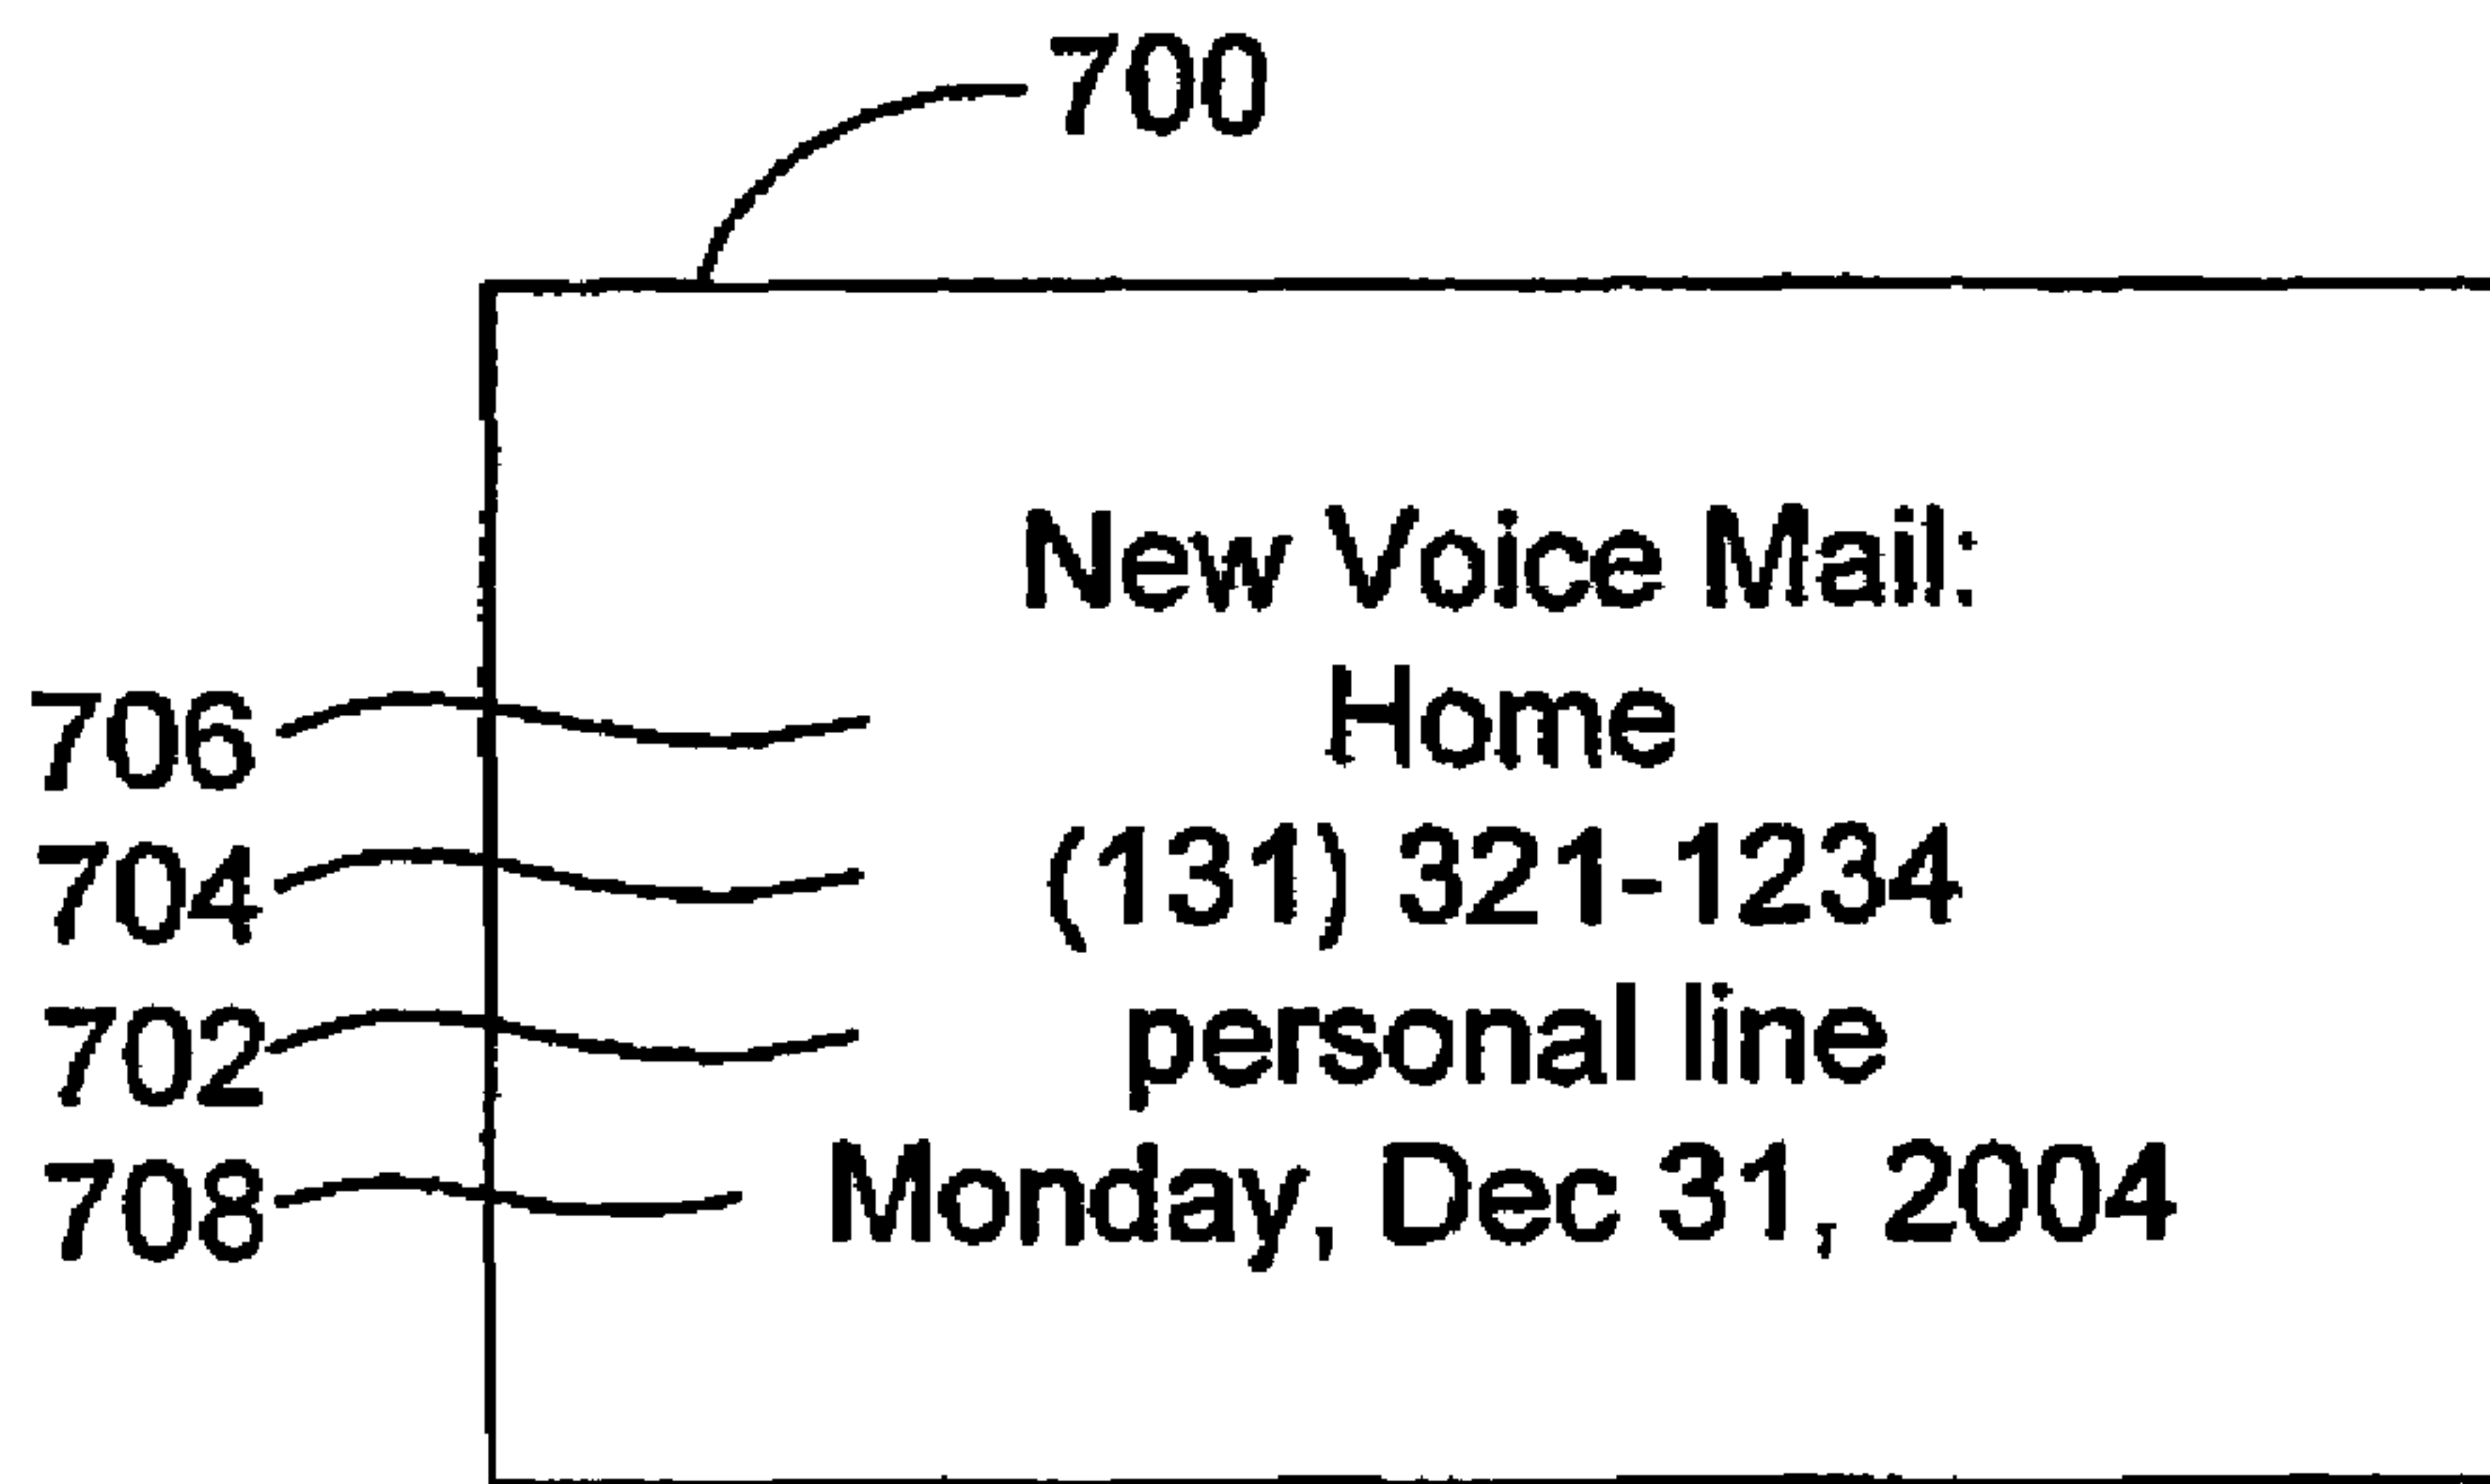 700
New Voice Mail:
706 Home
704 (131) 321-1234
702 personal line
708 Monday, Dec 31, 2004